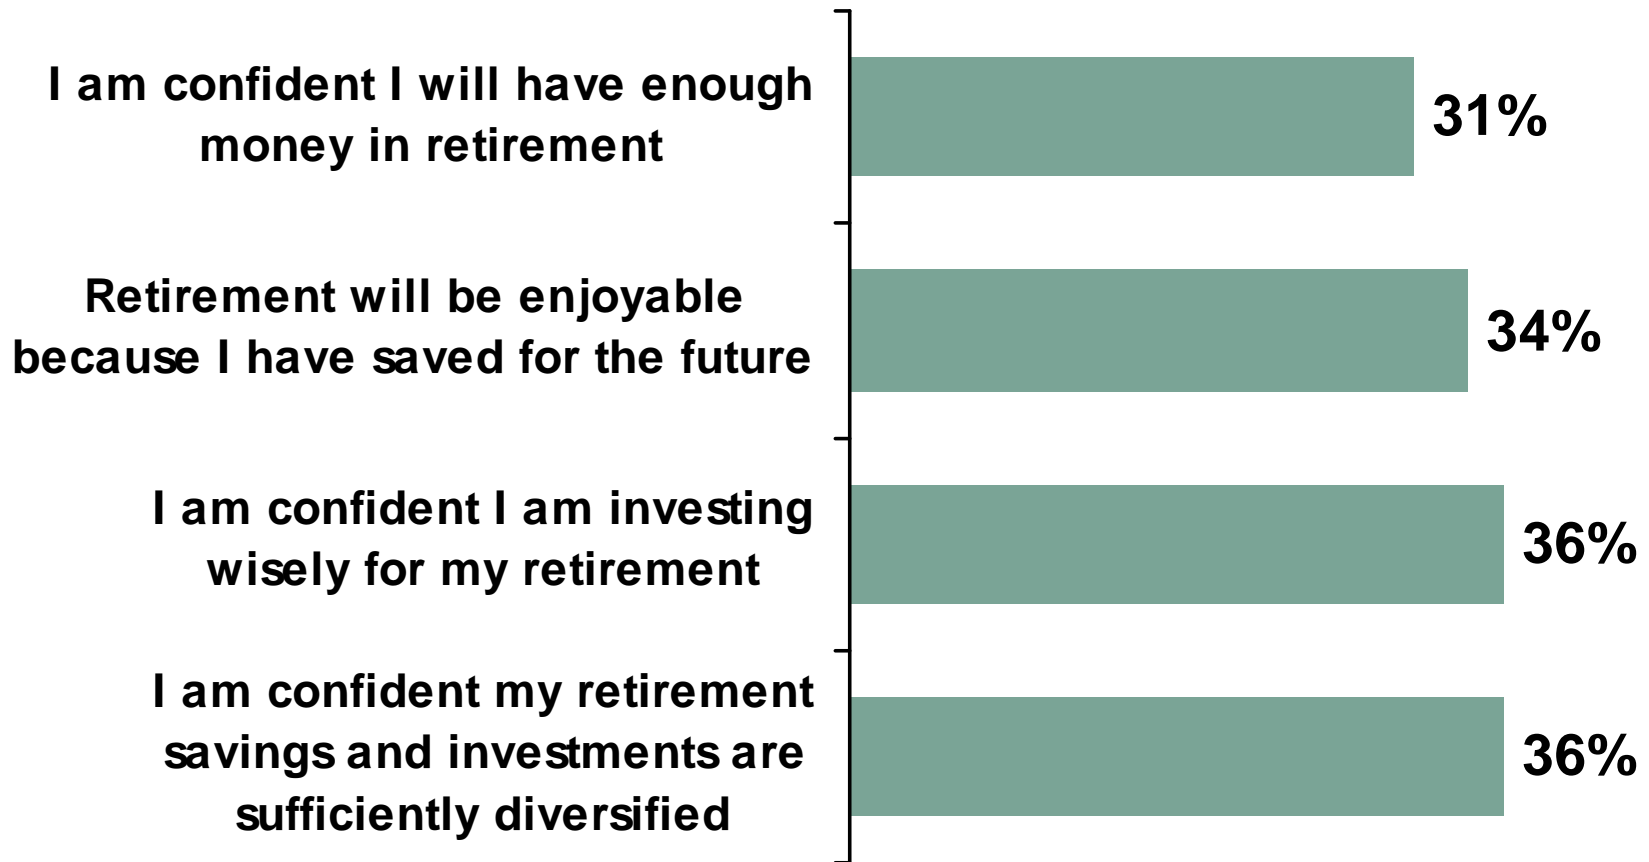 I am confident I will have enough
money in retirement
31%
Retirement will be enjoyable
because I have saved for the future
34%
I am confident I am investing
wisely for my retirement
36%
I am confident my retirement
savings and investments are
sufficiently diversified
36%